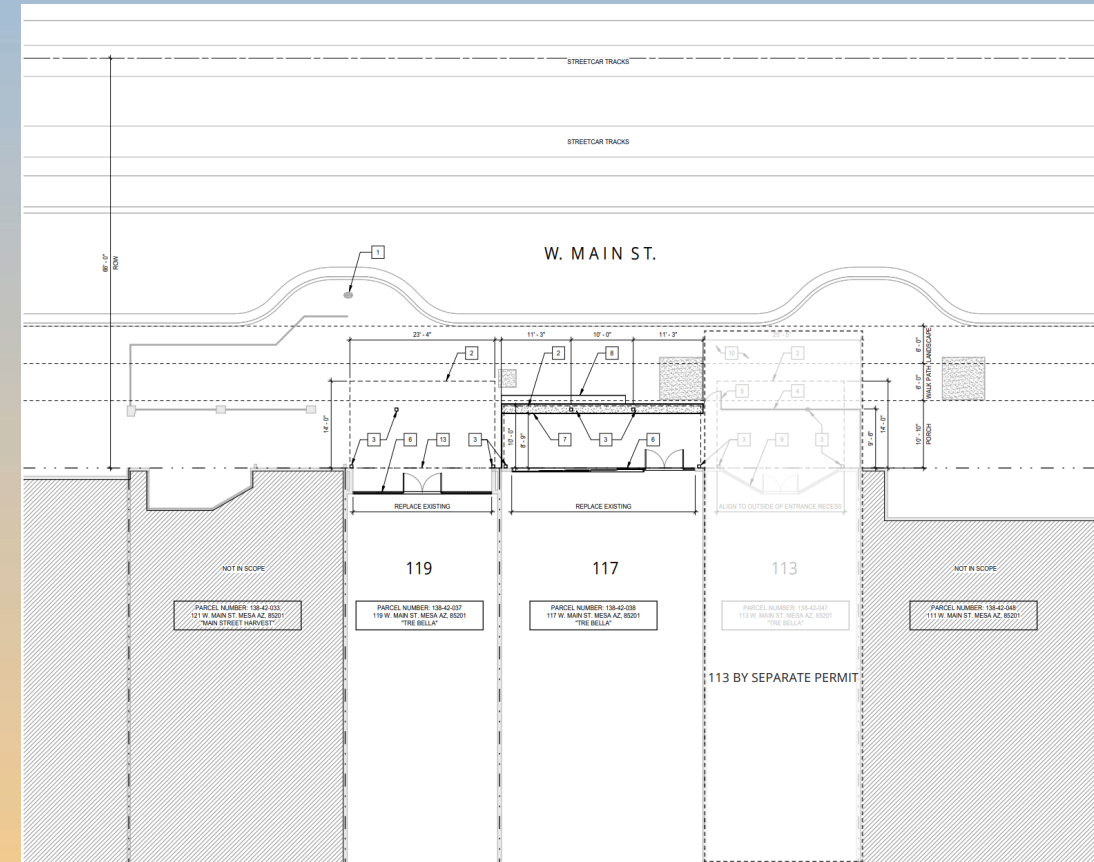 STREETCAR TRACKS
STREETCAR TRACKS
66' - 0"
ROW
1
W. MAIN ST.
23' - 4"
11' - 3"
10' - 0"
11' - 3"
2
2
8
10
2
5
4
6' - 0"
LANDSCAPE
6' - 0"
WALK PATH
10' - 10"
PORCH
14' - 0"
9' - 6"
14' - 0"
10' - 0"
8' - 9"
3
6
13
3
7
3
6
3
3
REPLACE EXISTING
REPLACE EXISTING
ALIGN TO OUTSIDE OF ENTRANCE RECESS
NOT IN SCOPE
119
117
113
NOT IN SCOPE
PARCEL NUMBER: 138-42-033
121 W. MAIN ST. MESA AZ, 85201
"MAIN STREET HARVEST"
PARCEL NUMBER: 138-42-037
119 W. MAIN ST. MESA AZ, 85201
"TRE BELLA"
PARCEL NUMBER: 138-42-038
117 W. MAIN ST. MESA AZ, 85201
"TRE BELLA"
PARCEL NUMBER: 138-42-047
113 W. MAIN ST. MESA AZ, 85201
"TRE BELLA"
PARCEL NUMBER: 138-42-048
111 W. MAIN ST. MESA AZ, 85201
113 BY SEPARATE PERMIT